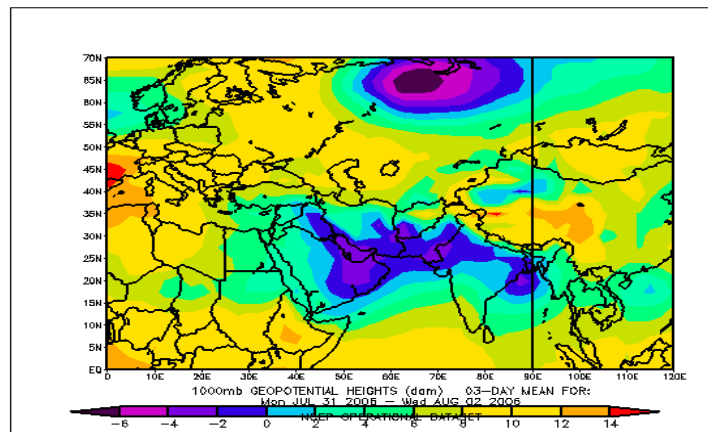 70N
65N
60N
55N
50N
45N
40N
35N
30N
25N
20N
15N
10N
5N
EQ
0 10E 20E 30E 40E 50E 60E 70E 80E 90E 100E 110E 120E
1000mb GEOPOTENTIAL HEIGHTS (dam) 03-DAY MEAN FOR:
Mon JUL 31 2006 – Wed AUG 02 2006
NCEP OPERATIONAL DATASET
-6 -4 -2 0 2 4 6 8 10 12 14